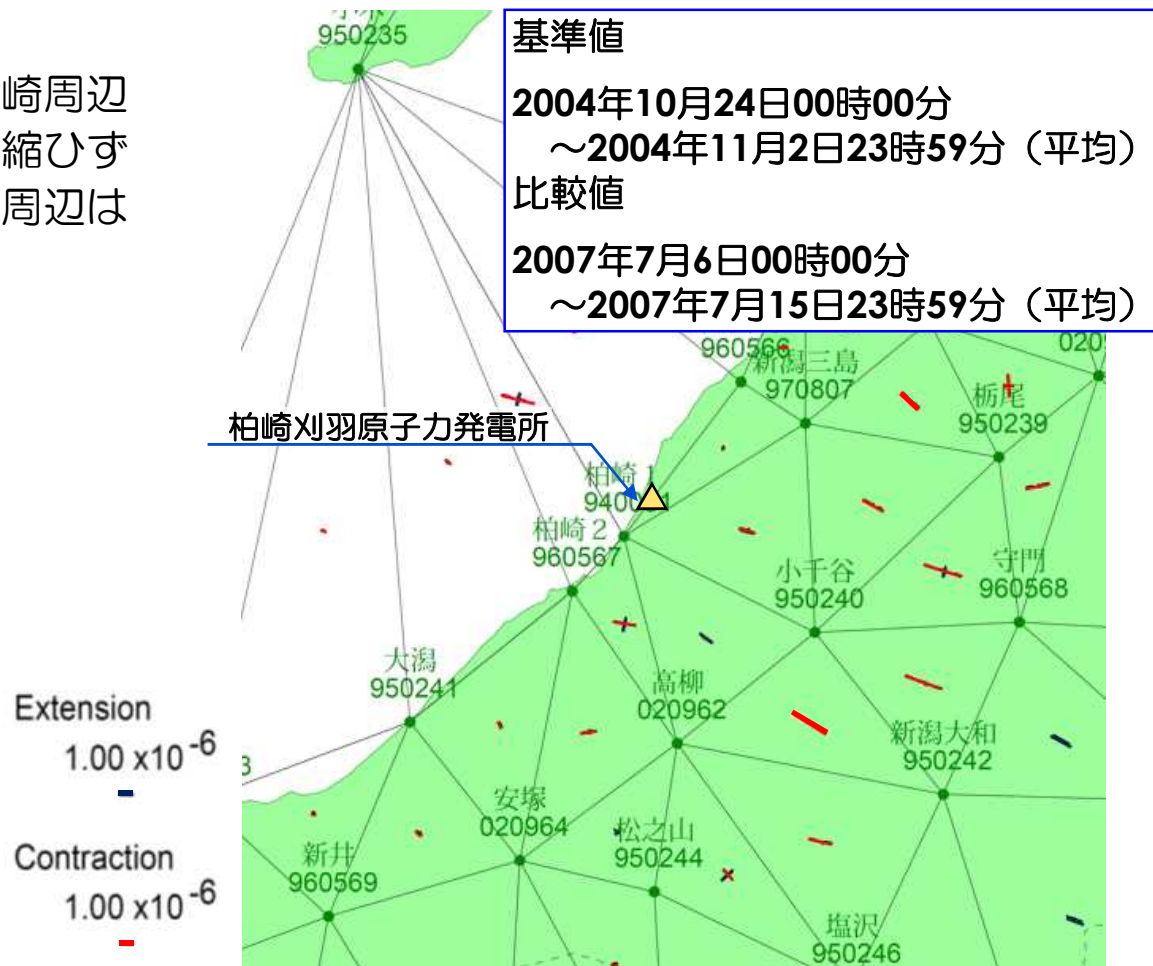 950235
崎周辺
縮ひず
周辺は
基準値
2004年10月24日00時00分
～2004年11月2日23時59分（平均）
比較値
2007年7月6日00時00分
～2007年7月15日23時59分（平均）
960566
新潟三島
970807
栃尾
950239
柏崎刈羽原子力発電所
柏崎１
柏崎２
960567
小千谷
950240
守門
960568
大潟
950241
高柳
020962
新潟大和
950242
Extension
1.00 x10⁻⁶
Contraction
1.00 x10⁻⁶
安塚
020964
松之山
950244
新井
960569
塩沢
950246